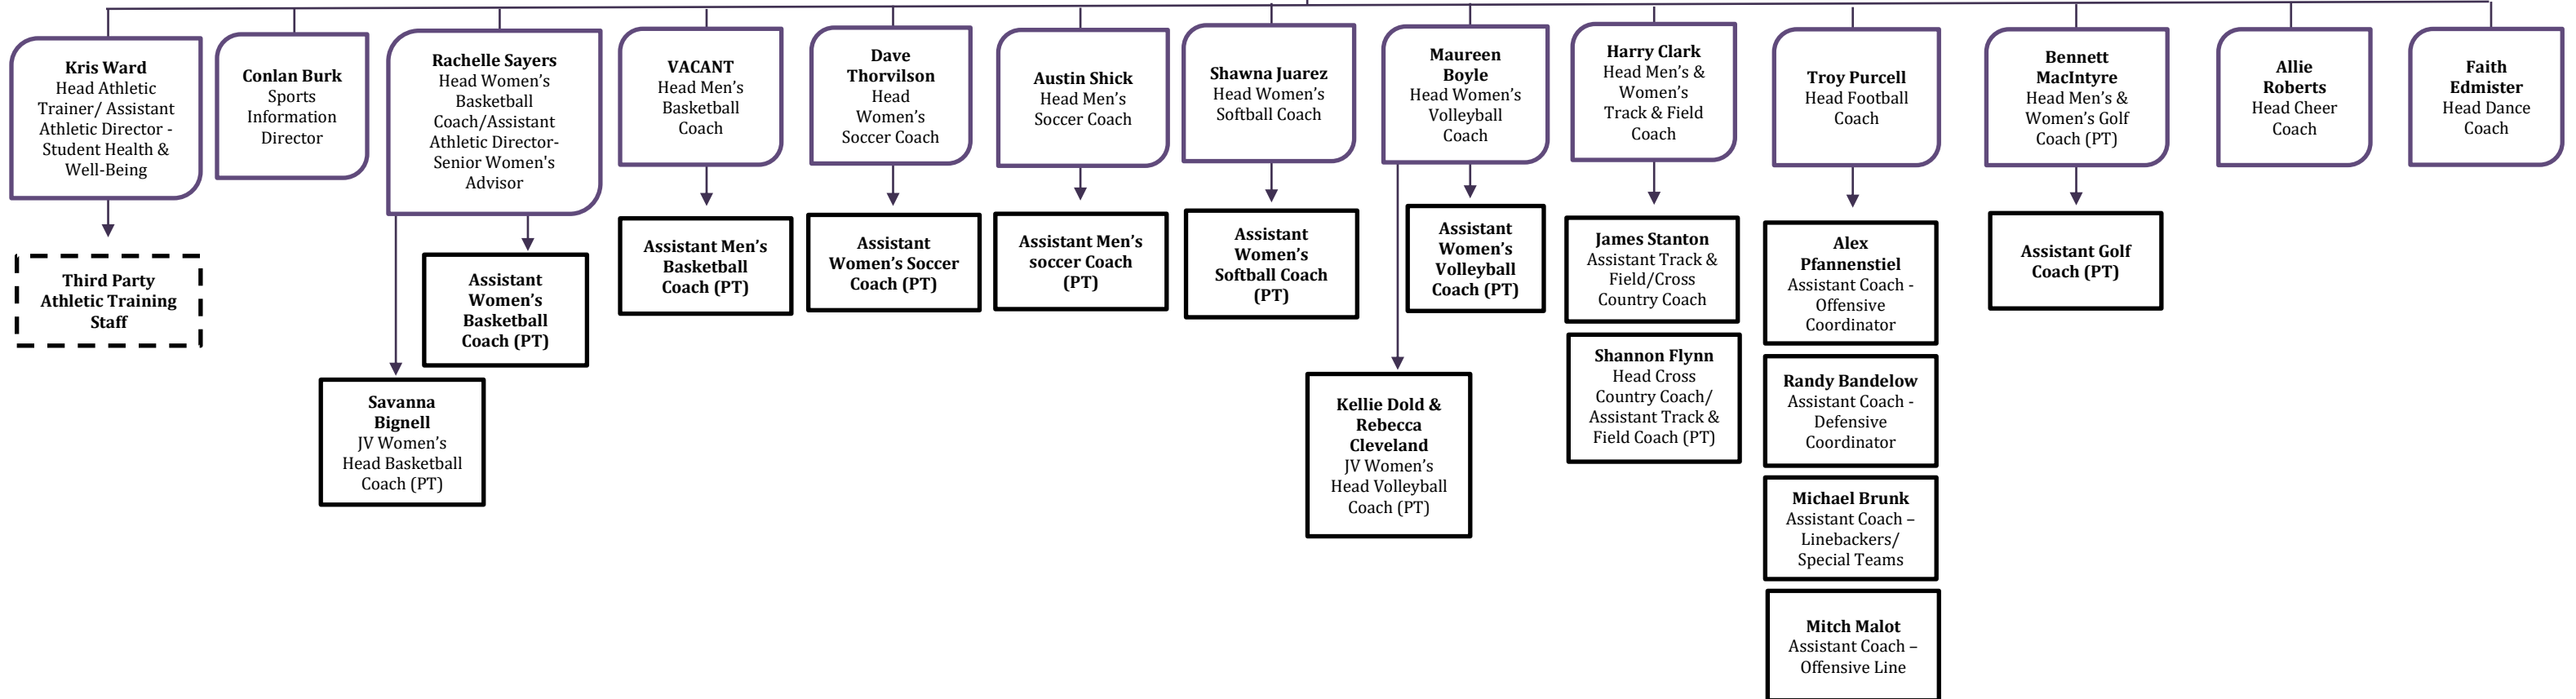 Kris Ward
Head Athletic
Trainer/ Assistant
Athletic Director -
Student Health &
Well-Being
Conlan Burk
Sports
Information
Director
Rachelle Sayers
Head Women’s
Basketball
Coach/Assistant
Athletic Director-
Senior Women's
Advisor
VACANT
Head Men’s
Basketball
Coach
Dave
Thorvilson
Head
Women’s
Soccer Coach
Austin Shick
Head Men’s
Soccer Coach
Shawna Juarez
Head Women’s
Softball Coach
Maureen
Boyle
Head Women’s
Volleyball
Coach
Harry Clark
Head Men’s &
Women’s
Track & Field
Coach
Troy Purcell
Head Football
Coach
Bennett
MacIntyre
Head Men’s &
Women’s Golf
Coach (PT)
Allie
Roberts
Head Cheer
Coach
Faith
Edmister
Head Dance
Coach
Third Party
Athletic Training
Staff
Assistant
Women’s
Basketball
Coach (PT)
Savanna
Bignell
JV Women’s
Head Basketball
Coach (PT)
Assistant Men’s
Basketball
Coach (PT)
Assistant
Women’s Soccer
Coach (PT)
Assistant Men’s
soccer Coach
(PT)
Assistant
Women’s
Softball Coach
(PT)
Assistant
Women’s
Volleyball
Coach (PT)
Kellie Dold &
Rebecca
Cleveland
JV Women’s
Head Volleyball
Coach (PT)
James Stanton
Assistant Track &
Field/Cross
Country Coach
Shannon Flynn
Head Cross
Country Coach/
Assistant Track &
Field Coach (PT)
Alex
Pfannenstiel
Assistant Coach -
Offensive
Coordinator
Randy Bandelow
Assistant Coach -
Defensive
Coordinator
Michael Brunk
Assistant Coach –
Linebackers/
Special Teams
Mitch Malot
Assistant Coach –
Offensive Line
Assistant Golf
Coach (PT)